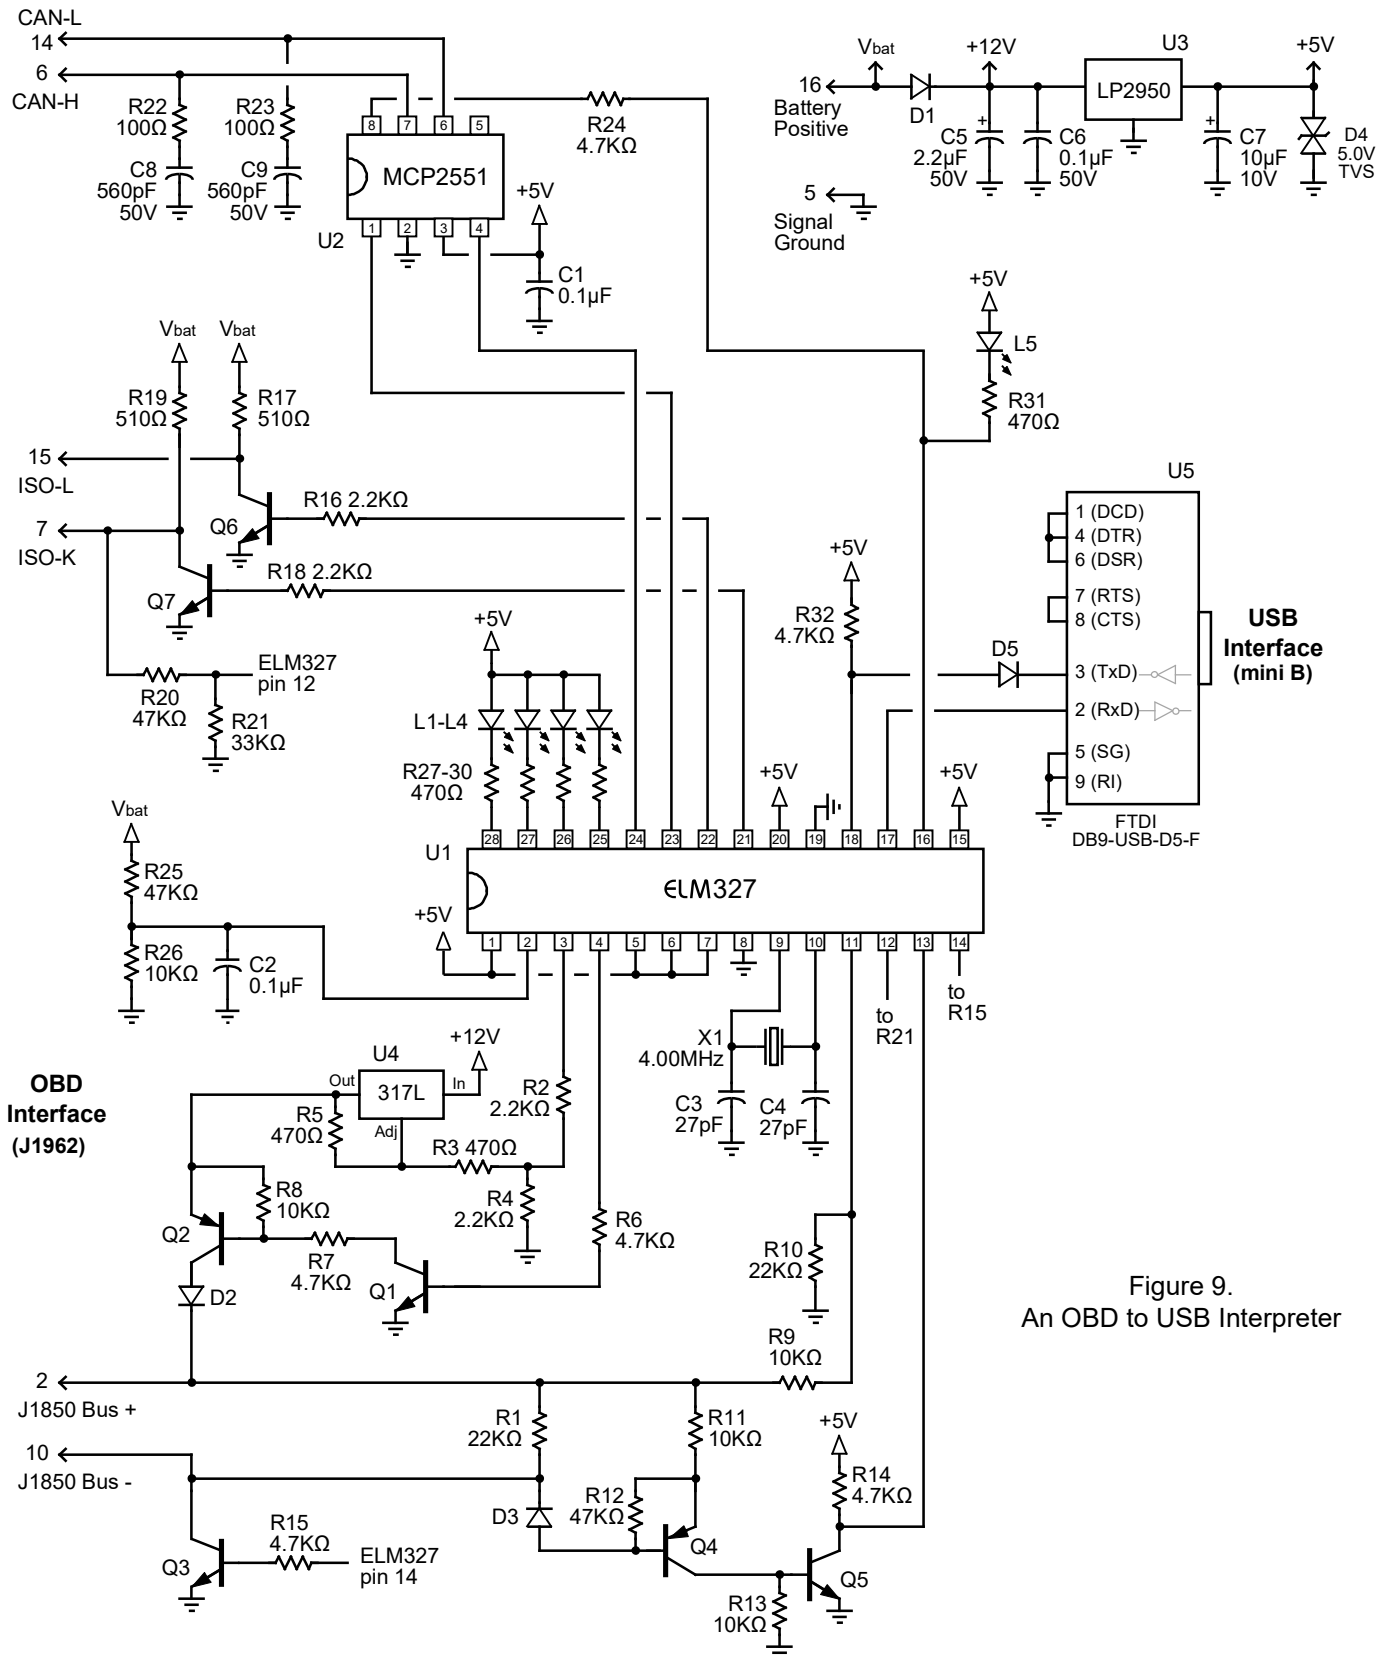 CAN-L
14
6
CAN-H
R22
100Ω
R23
100Ω
C8
560pF
50V
C9
560pF
50V
8
7
6
5
MCP2551
1
2
3
4
U2
R24
4.7KΩ
+5V
C1
0.1µF
Vbat
+12V
U3
+5V
16
Battery
Positive
D1
LP2950
C5
2.2µF
50V
+
C6
0.1µF
50V
C7
10µF
10V
+
D4
5.0V
TVS
5
Signal
Ground
+5V
L5
R31
470Ω
Vbat
Vbat
R19
510Ω
R17
510Ω
15
ISO-L
7
ISO-K
Q6
R16 2.2KΩ
Q7
R18 2.2KΩ
R20
47KΩ
ELM327
pin 12
R21
33KΩ
+5V
L1-L4
R27-30
470Ω
+5V
R32
4.7KΩ
D5
U5
1 (DCD)
4 (DTR)
6 (DSR)
7 (RTS)
8 (CTS)
3 (TxD)
2 (RxD)
5 (SG)
9 (RI)
USB
Interface
(mini B)
FTDI
DB9-USB-D5-F
+5V
+5V
Vbat
R25
47KΩ
R26
10KΩ
C2
0.1µF
U1
28
27
26
25
24
23
22
21
20
19
18
17
16
15
ELM327
+5V
1
2
3
4
5
6
7
8
9
10
11
12
13
14
to
R21
to
R15
X1
4.00MHz
C3
27pF
C4
27pF
OBD
Interface
(J1962)
U4
+12V
Out
317L
In
Adj
R5
470Ω
R3 470Ω
R2
2.2KΩ
R4
2.2KΩ
R8
10KΩ
Q2
R7
4.7KΩ
Q1
R6
4.7KΩ
D2
R10
22KΩ
R9
10KΩ
Figure 9.
An OBD to USB Interpreter
2
J1850 Bus +
10
J1850 Bus -
R1
22KΩ
R11
10KΩ
+5V
R14
4.7KΩ
D3
R12
47KΩ
Q4
Q3
R15
4.7KΩ
ELM327
pin 14
R13
10KΩ
Q5